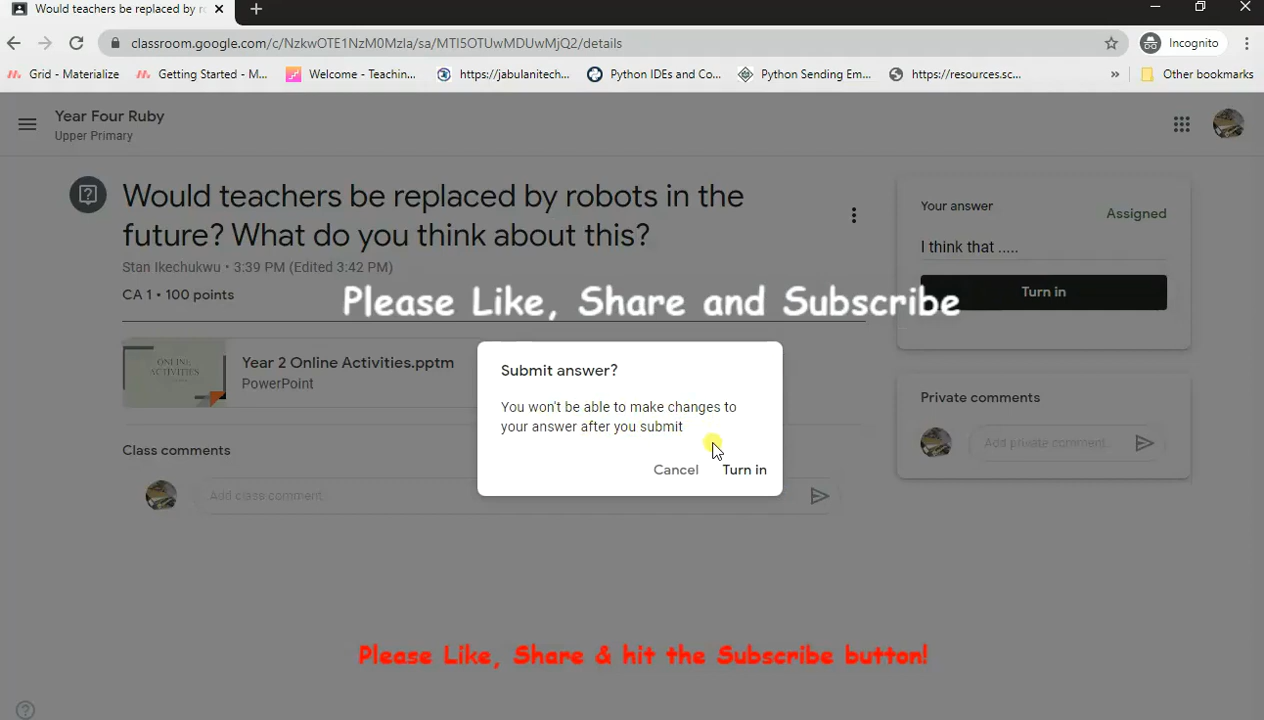 Would teachers be replaced by r
classroom.google.com/c/NzkwOTE1NzM0Mzla/sa/MTI5OTUwMDUwMjQ2/details
Incognito
Grid - Materialize
Getting Started - M...
Welcome - Teachin...
https://jabulanitech...
Python IDEs and Co...
Python Sending Em...
https://resources.sc...
Other bookmarks
Year Four Ruby
Upper Primary
Would teachers be replaced by robots in the
future? What do you think about this?
Stan Ikechukwu • 3:39 PM (Edited 3:42 PM)
CA 1 • 100 points
Your answer
Assigned
I think that .....
Turn in
Please Like, Share and Subscribe
ONLINE
ACTIVITIES
Year 2 Online Activities.pptm
PowerPoint
Submit answer?
You won't be able to make changes to
your answer after you submit
Cancel
Turn in
Private comments
Add private comment
Class comments
Add class comment
Please Like, Share & hit the Subscribe button!